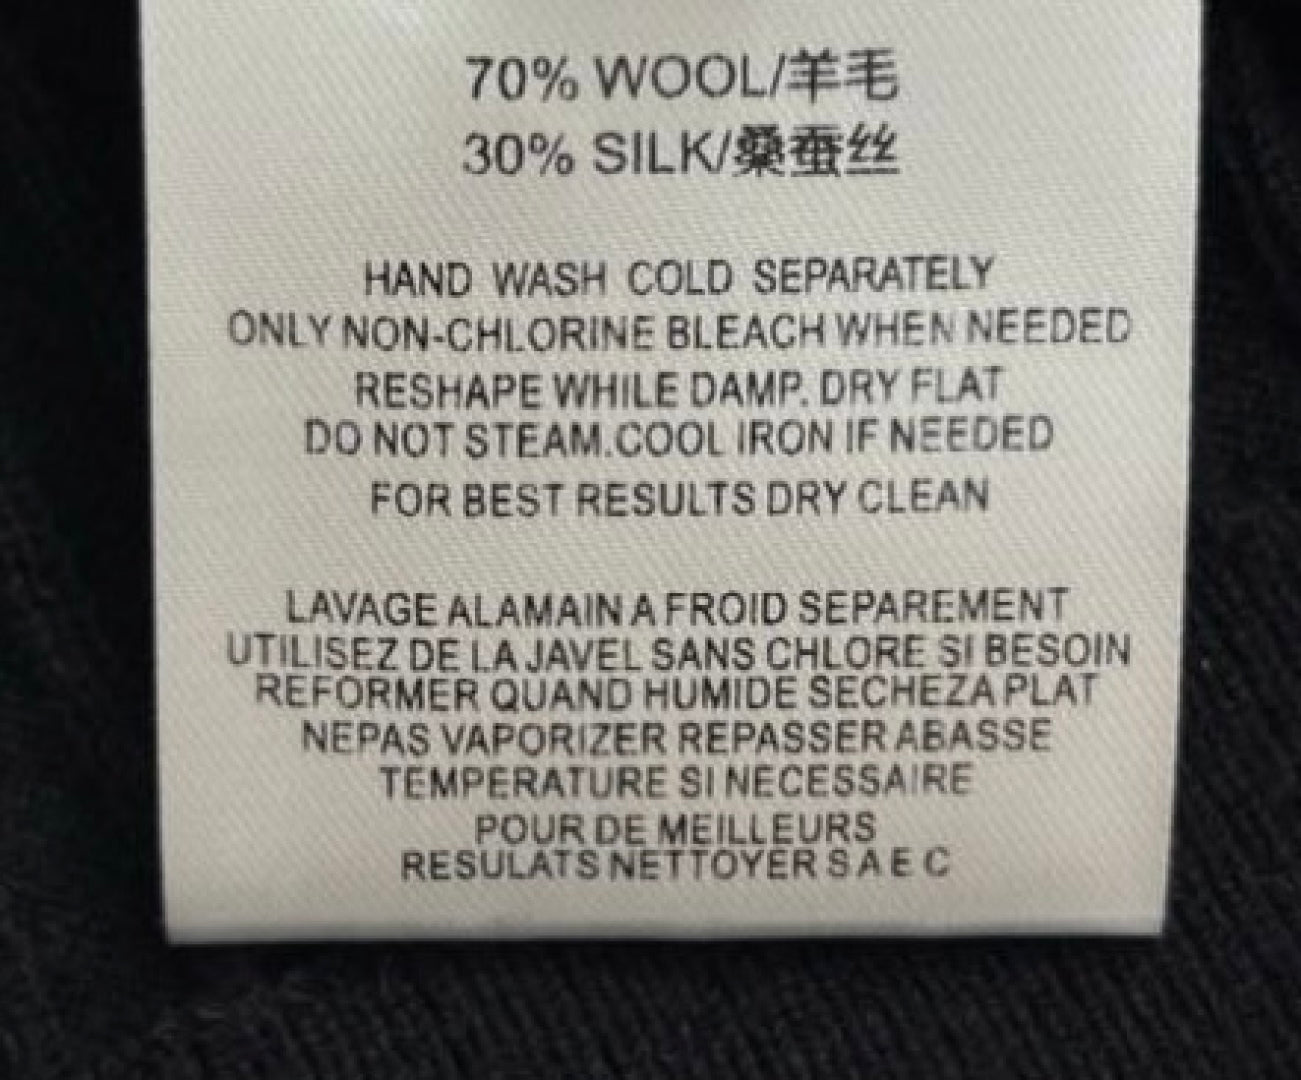 70% WOOL/羊毛
30% SILK/桑蚕丝
HAND WASH COLD SEPARATELY
ONLY NON-CHLORINE BLEACH WHEN NEEDED
RESHAPE WHILE DAMP. DRY FLAT
DO NOT STEAM.COOL IRON IF NEEDED
FOR BEST RESULTS DRY CLEAN
LAVAGE ALAMAIN A FROID SEPAREMENT
UTILISEZ DE LA JAVEL SANS CHLORE SI BESOIN
REFORMER QUAND HUMIDE SECHEZA PLAT
NEPAS VAPORIZER REPASSER ABASSE
TEMPERATURE SI NECESSAIRE
POUR DE MEILLEURS
RESULATS NETTOYER S A E C